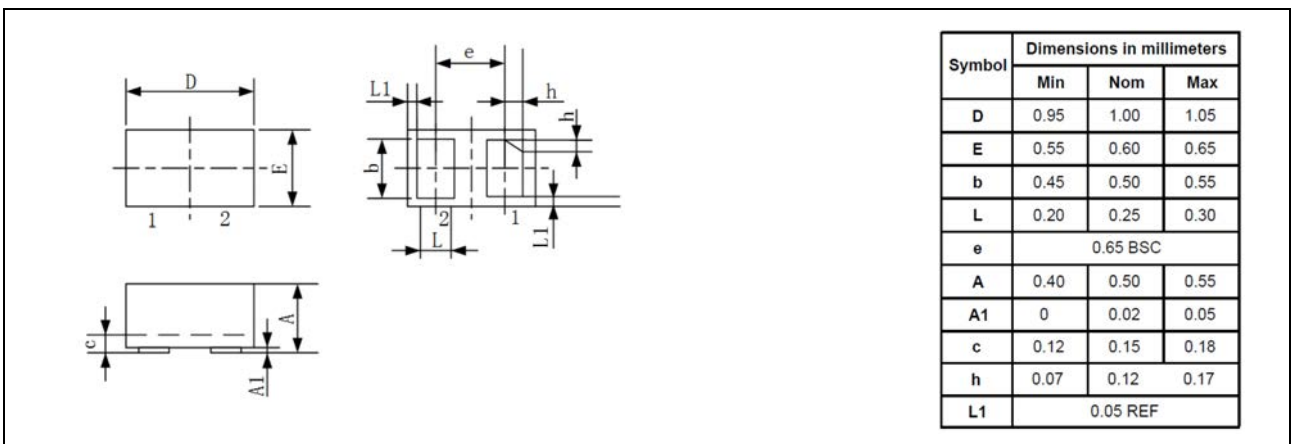 D
E
1 2
e
L1
h
h
b
2
1
L
L1
A
c
A1
Symbol
Dimensions in millimeters
Min Nom Max
D 0.95 1.00 1.05
E 0.55 0.60 0.65
b 0.45 0.50 0.55
L 0.20 0.25 0.30
e 0.65 BSC
A 0.40 0.50 0.55
A1 0 0.02 0.05
c 0.12 0.15 0.18
h 0.07 0.12 0.17
L1 0.05 REF